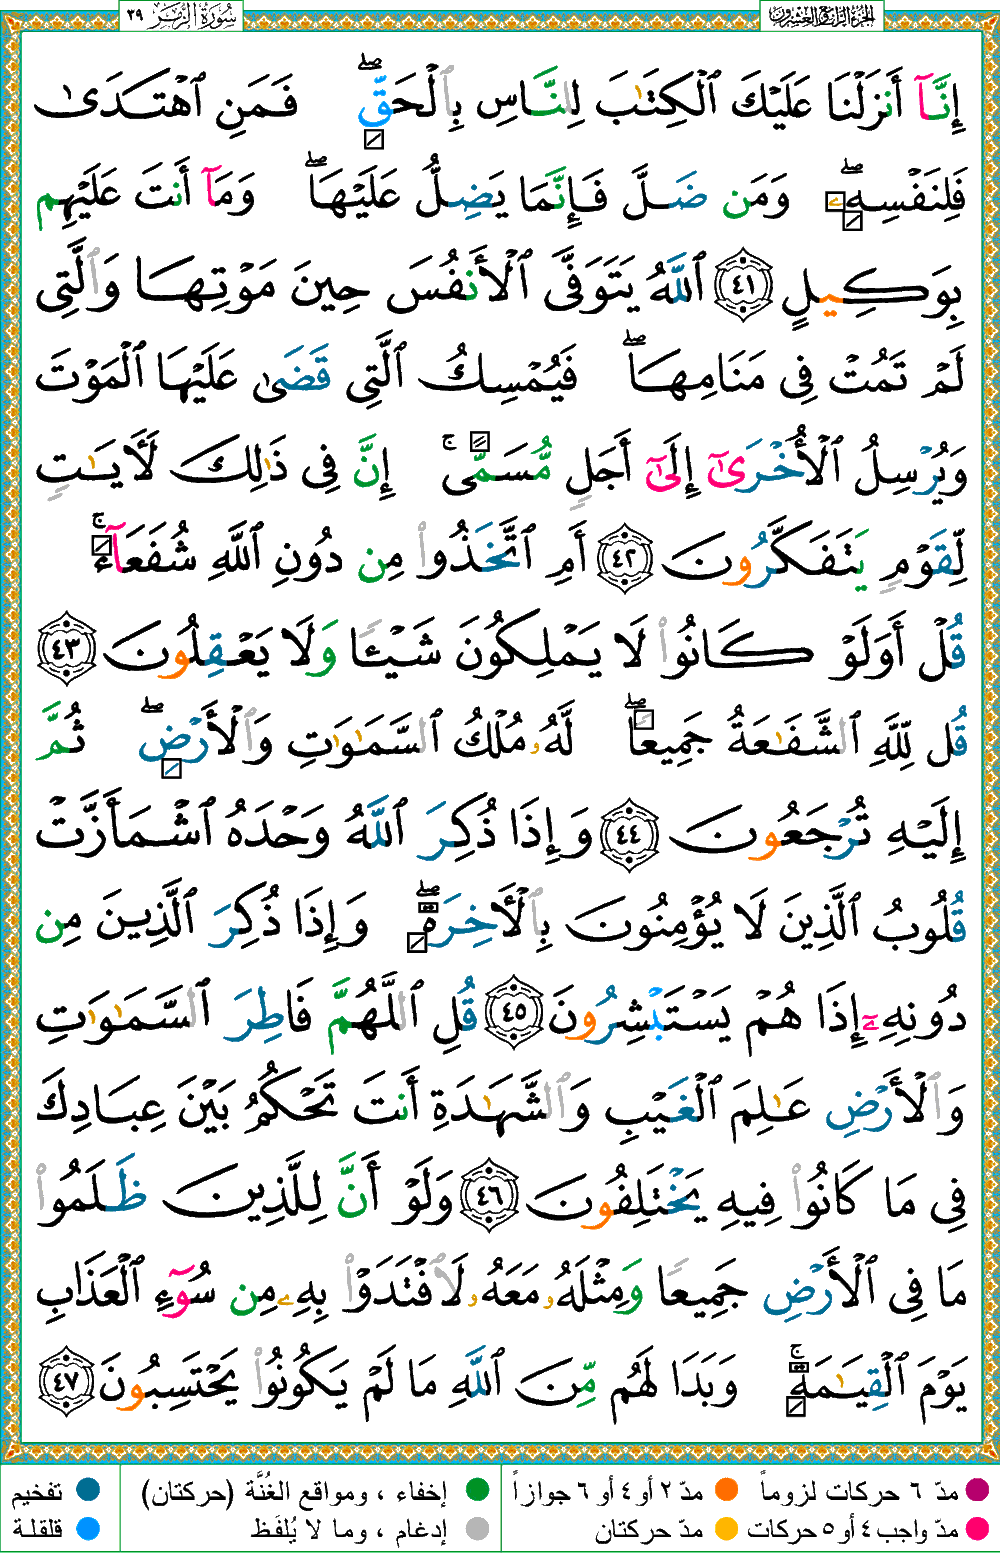 سُورَةُ الزُّمَر ٣٩
الجزء الرابع والعشرون
إِنَّآ أَنزَلْنَا عَلَيْكَ ٱلْكِتَٰبَ لِلنَّاسِ بِٱلْحَقِّ ۖ فَمَنِ ٱهْتَدَىٰ
فَلِنَفْسِهِۦ ۖ وَمَن ضَلَّ فَإِنَّمَا يَضِلُّ عَلَيْهَا ۖ وَمَآ أَنتَ عَلَيْهِم
بِوَكِيلٍ ٤١ ٱللَّهُ يَتَوَفَّى ٱلْأَنفُسَ حِينَ مَوْتِهَا وَٱلَّتِى
لَمْ تَمُتْ فِى مَنَامِهَا ۖ فَيُمْسِكُ ٱلَّتِى قَضَىٰ عَلَيْهَا ٱلْمَوْتَ
وَيُرْسِلُ ٱلْأُخْرَىٰٓ إِلَىٰٓ أَجَلٍ مُّسَمًّى ۚ إِنَّ فِى ذَٰلِكَ لَأَيَٰتٍ
لِّقَوْمٍ يَتَفَكَّرُونَ ٤٢ أَمِ ٱتَّخَذُوا۟ مِن دُونِ ٱللَّهِ شُفَعَآءَ ۚ
قُلْ أَوَلَوْ كَانُوا۟ لَا يَمْلِكُونَ شَيْـًٔا وَلَا يَعْقِلُونَ ٤٣
قُل لِّلَّهِ ٱلشَّفَٰعَةُ جَمِيعًا ۖ لَّهُۥ مُلْكُ ٱلسَّمَٰوَٰتِ وَٱلْأَرْضِ ۖ ثُمَّ
إِلَيْهِ تُرْجَعُونَ ٤٤ وَإِذَا ذُكِرَ ٱللَّهُ وَحْدَهُ ٱشْمَأَزَّتْ
قُلُوبُ ٱلَّذِينَ لَا يُؤْمِنُونَ بِٱلْأَخِرَةِ ۖ وَإِذَا ذُكِرَ ٱلَّذِينَ مِن
دُونِهِۦٓ إِذَا هُمْ يَسْتَبْشِرُونَ ٤٥ قُلِ ٱللَّهُمَّ فَاطِرَ ٱلسَّمَٰوَٰتِ
وَٱلْأَرْضِ عَٰلِمَ ٱلْغَيْبِ وَٱلشَّهَٰدَةِ أَنتَ تَحْكُمُ بَيْنَ عِبَادِكَ
فِى مَا كَانُوا۟ فِيهِ يَخْتَلِفُونَ ٤٦ وَلَوْ أَنَّ لِلَّذِينَ ظَلَمُوا۟
مَا فِى ٱلْأَرْضِ جَمِيعًا وَمِثْلَهُۥ مَعَهُۥ لَٱفْتَدَوْا۟ بِهِۦ مِن سُوٓءِ ٱلْعَذَابِ
يَوْمَ ٱلْقِيَٰمَةِ ۚ وَبَدَا لَهُم مِّنَ ٱللَّهِ مَا لَمْ يَكُونُوا۟ يَحْتَسِبُونَ ٤٧
مدّ ٦ حركات لزوماً مدّ ٢ أو ٤ أو ٦ جوازاً إخفاء ، ومواقع الغُنَّة (حركتان) تفخيم
مدّ واجب ٤ أو ٥ حركات مدّ حركتان إدغام ، وما لا يُلفَظ قلقلة